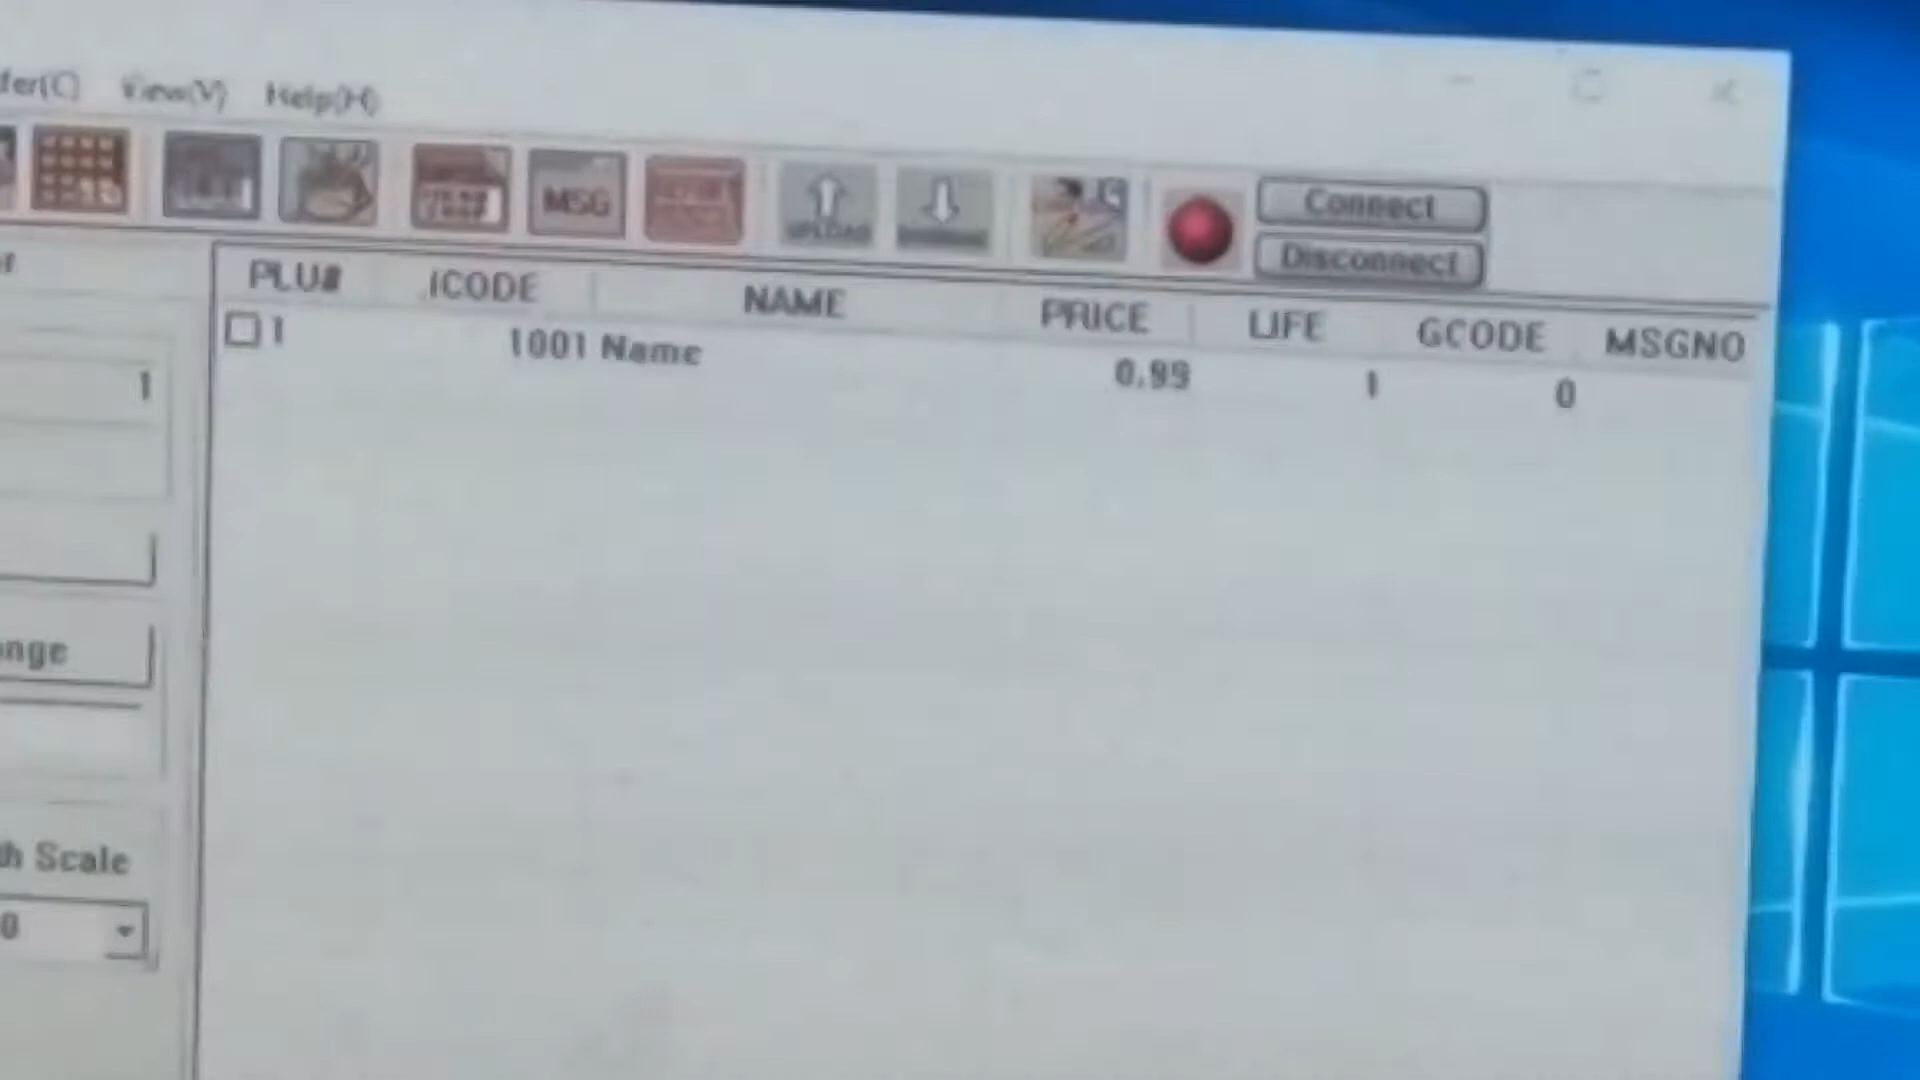 View(V) Help(H)
MSG
UPLOAD
Connect
Disconnect
PLU# ICODE NAME PRICE LIFE GCODE MSGNO
1 1001 Name 0.99 1 0
1
Scale
0